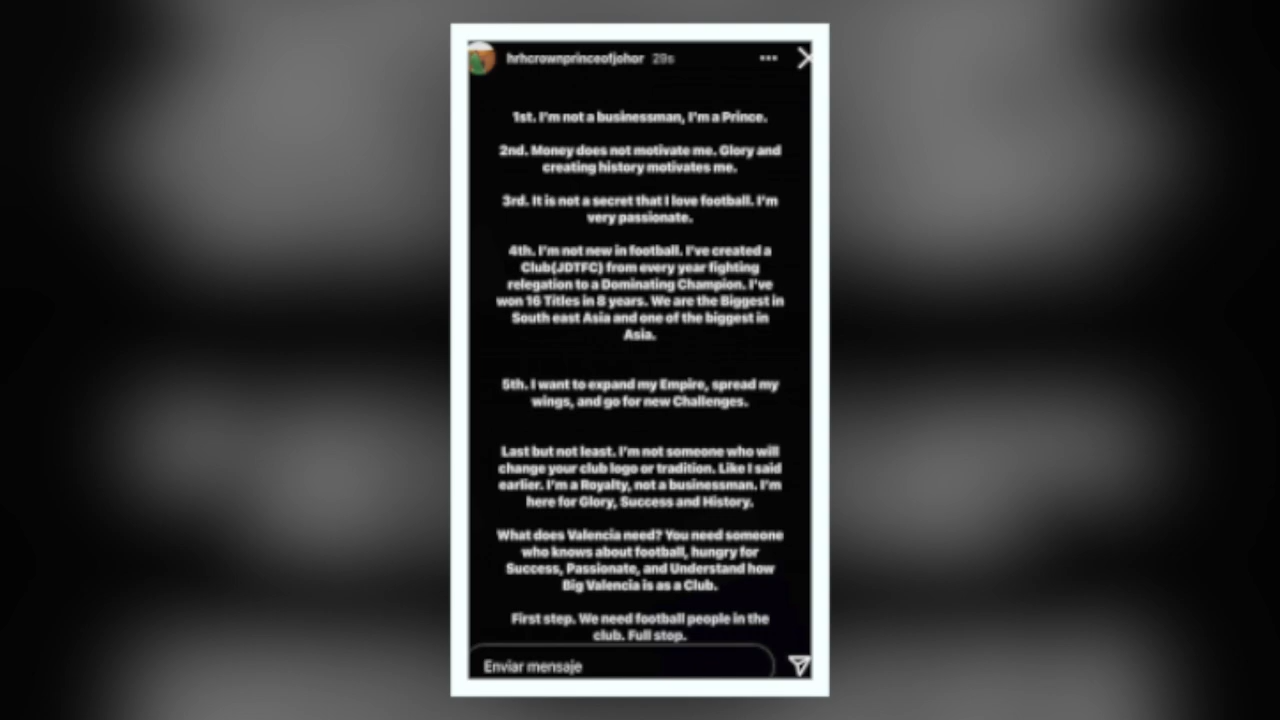 hrhcrownprinceofjohor 29s
1st. I'm not a businessman, I'm a Prince.
2nd. Money does not motivate me. Glory and
creating history motivates me.
3rd. It is not a secret that I love football. I'm
very passionate.
4th. I'm not new in football. I've created a
Club(JDTFC) from every year fighting
relegation to a Dominating Champion. I've
won 16 Titles in 8 years. We are the Biggest in
South east Asia and one of the biggest in
Asia.
5th. I want to expand my Empire, spread my
wings, and go for new Challenges.
Last but not least. I'm not someone who will
change your club logo or tradition. Like I said
earlier. I'm a Royalty, not a businessman. I'm
here for Glory, Success and History.
What does Valencia need? You need someone
who knows about football, hungry for
Success, Passionate, and Understand how
Big Valencia is as a Club.
First step. We need football people in the
club. Full stop.
Enviar mensaje